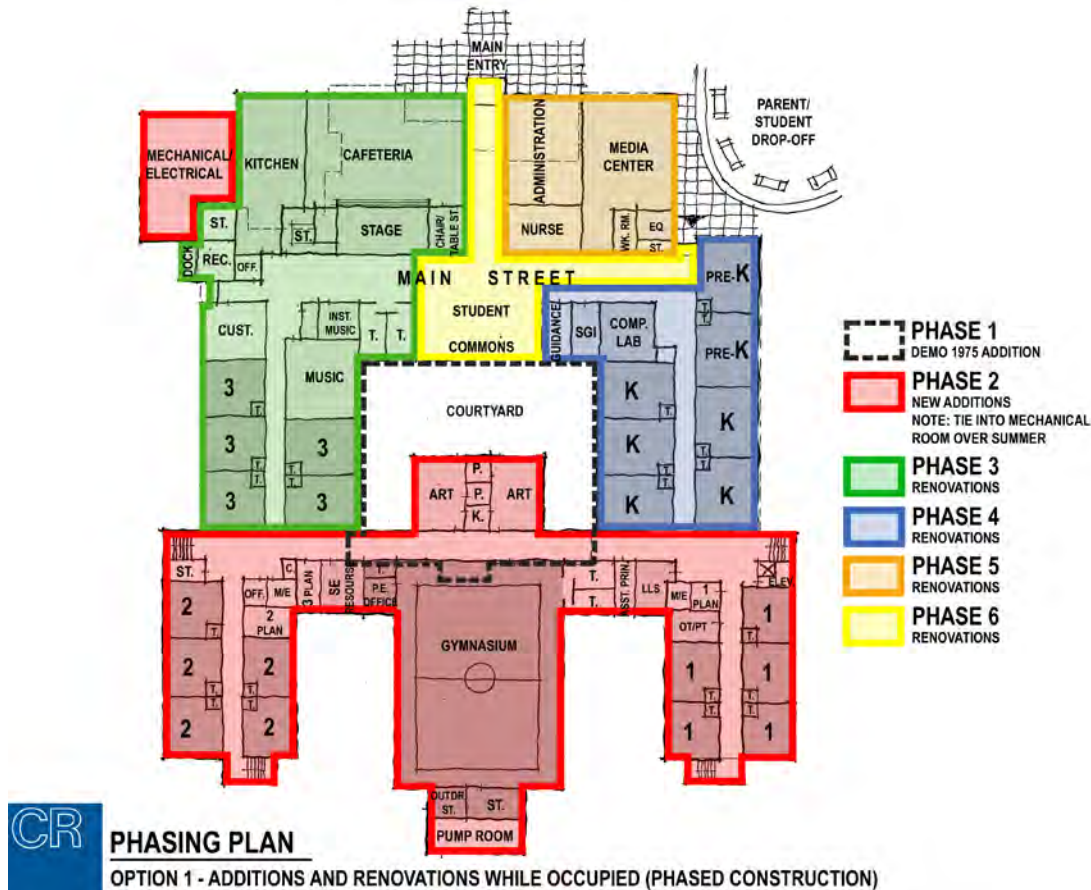 MAIN
ENTRY
PARENT/
STUDENT
DROP-OFF
MECHANICAL/
ELECTRICAL
KITCHEN
CAFETERIA
ADMINISTRATION
MEDIA
CENTER
ST.
ST.
STAGE
CHAIR/
TABLE ST.
NURSE
WK. RM.
EQ
ST.
DOCK
REC.
OFF.
MAIN STREET
PRE-K
CUST.
INST.
MUSIC
T.
T.
STUDENT
COMMONS
GUIDANCE
SGI
COMP.
LAB
T.
T.
PRE-K
MUSIC
3
T.
COURTYARD
K
T.
K
3
3
T.
T.
T.
T.
K
T.
T.
T.
T.
K
3
3
ART
P.
P.
K.
ART
K
ST.
C.
OFF.
M/E
3 PLAN
SE
RESOURS
T.
P.E.
OFFICE
T.
T.
ASST. PRIN.
LLS.
M/E
1
PLAN
ELEV
2
T.
2
PLAN
GYMNASIUM
OT/PT
1
T.
2
2
T.
T.
T.
T.
1
1
T.
T.
T.
T.
2
2
1
1
OUTDR
ST.
ST.
PUMP ROOM
PHASE 1
DEMO 1975 ADDITION
PHASE 2
NEW ADDITIONS
NOTE: TIE INTO MECHANICAL
ROOM OVER SUMMER
PHASE 3
RENOVATIONS
PHASE 4
RENOVATIONS
PHASE 5
RENOVATIONS
PHASE 6
RENOVATIONS
CR
PHASING PLAN
OPTION 1 - ADDITIONS AND RENOVATIONS WHILE OCCUPIED (PHASED CONSTRUCTION)